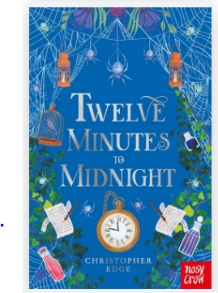 TWELVE
MINUTES
TO
MIDNIGHT
CHRISTOPHER
EDGE
nosy
crow